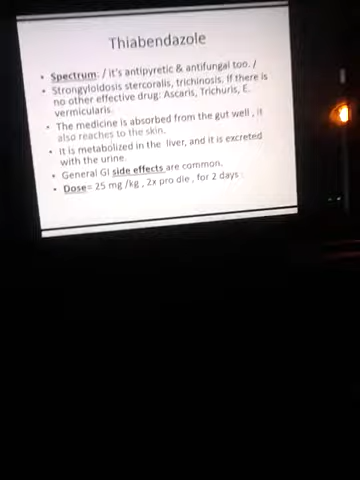 Thiabendazole
• Spectrum: / it's antipyretic & antifungal too. /
• Strongyloidosis stercoralis, trichinosis. If there is
no other effective drug: Ascaris, Trichuris, E.
vermicularis.
• The medicine is absorbed from the gut well , it
also reaches to the skin.
• It is metabolized in the liver, and it is excreted
with the urine.
• General GI side effects are common.
• Dose= 25 mg /kg , 2x pro die , for 2 days .